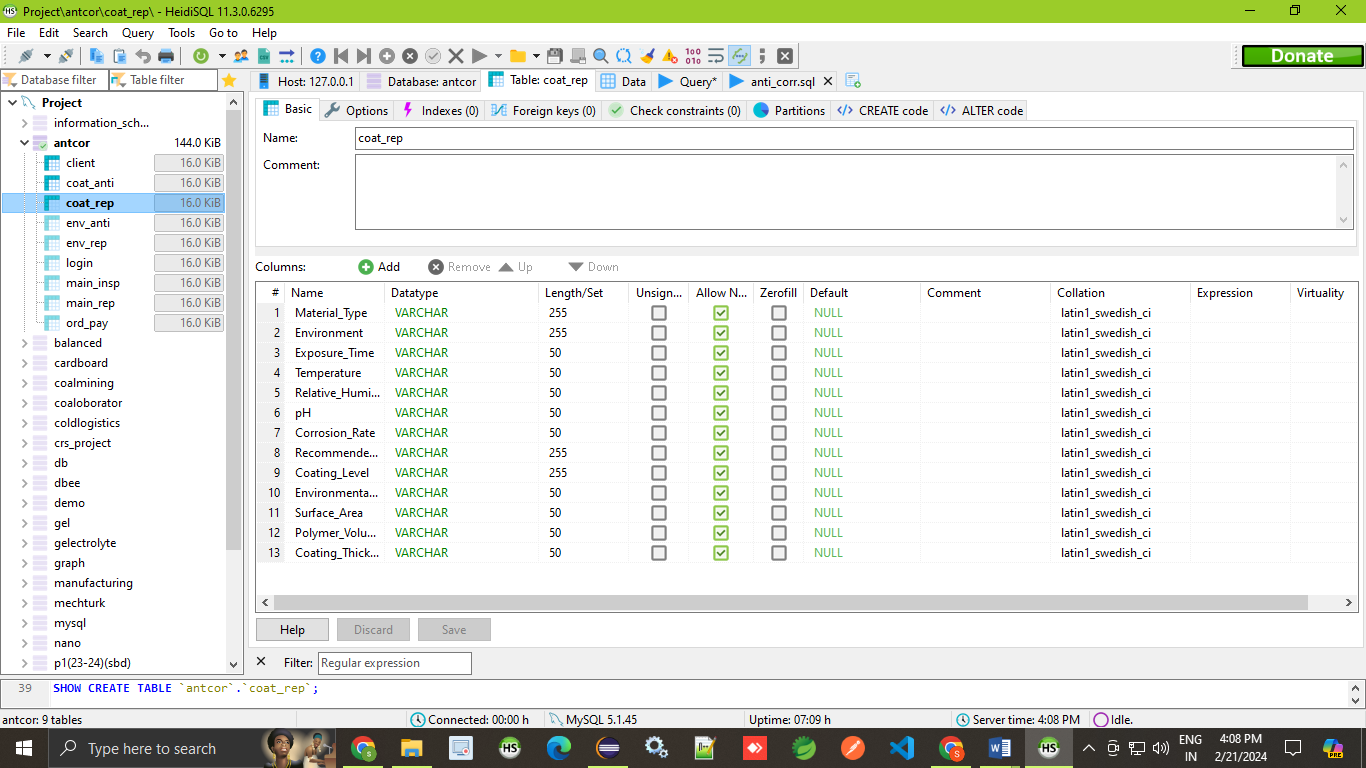 Project\antcor\coat_rep\ - HeidiSQL 11.3.0.6295
File Edit Search Query Tools Go to Help
Donate
Database filter Table filter
Host: 127.0.0.1 Database: antcor Table: coat_rep Data Query* anti_corr.sql
Project
information_sch...
antcor 144.0 KiB
client 16.0 KiB
coat_anti 16.0 KiB
coat_rep 16.0 KiB
env_anti 16.0 KiB
env_rep 16.0 KiB
login 16.0 KiB
main_insp 16.0 KiB
main_rep 16.0 KiB
ord_pay 16.0 KiB
balanced
cardboard
coalmining
coaloborator
coldlogistics
crs_project
db
dbee
demo
gel
gelectrolyte
graph
manufacturing
mechturk
mysql
nano
p1(23-24)(sbd)
Basic Options Indexes (0) Foreign keys (0) Check constraints (0) Partitions CREATE code ALTER code
Name: coat_rep
Comment:
Columns: Add Remove Up Down
# Name Datatype Length/Set Unsign... Allow N... Zerofill Default Comment Collation Expression Virtuality
1 Material_Type VARCHAR 255 NULL latin1_swedish_ci
2 Environment VARCHAR 255 NULL latin1_swedish_ci
3 Exposure_Time VARCHAR 50 NULL latin1_swedish_ci
4 Temperature VARCHAR 50 NULL latin1_swedish_ci
5 Relative_Humi... VARCHAR 50 NULL latin1_swedish_ci
6 pH VARCHAR 50 NULL latin1_swedish_ci
7 Corrosion_Rate VARCHAR 50 NULL latin1_swedish_ci
8 Recommende... VARCHAR 255 NULL latin1_swedish_ci
9 Coating_Level VARCHAR 255 NULL latin1_swedish_ci
10 Environmenta... VARCHAR 50 NULL latin1_swedish_ci
11 Surface_Area VARCHAR 50 NULL latin1_swedish_ci
12 Polymer_Volu... VARCHAR 50 NULL latin1_swedish_ci
13 Coating_Thick... VARCHAR 50 NULL latin1_swedish_ci
Help Discard Save
Filter: Regular expression
39 SHOW CREATE TABLE `antcor`.`coat_rep`;
antcor: 9 tables Connected: 00:00 h MySQL 5.1.45 Uptime: 07:09 h Server time: 4:08 PM Idle.
Type here to search
ENG
IN
4:08 PM
2/21/2024